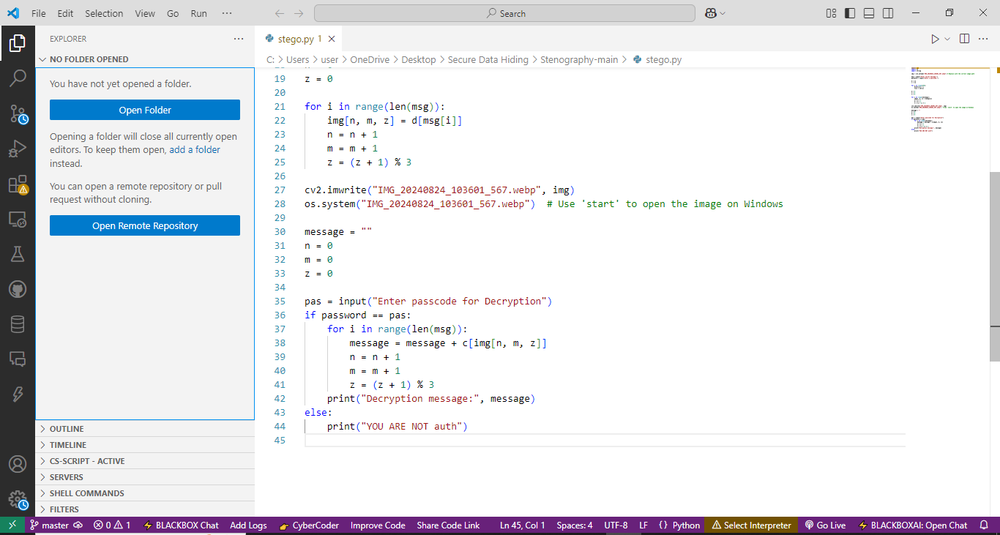 File Edit Selection View Go Run ··· Search
EXPLORER ···
NO FOLDER OPENED
You have not yet opened a folder.
Open Folder
Opening a folder will close all currently open
editors. To keep them open, add a folder
instead.
You can open a remote repository or pull
request without cloning.
Open Remote Repository
OUTLINE
TIMELINE
CS-SCRIPT - ACTIVE
SERVERS
SHELL COMMANDS
FILTERS
stego.py 1
C: > Users > user > OneDrive > Desktop > Secure Data Hiding > Stenography-main > stego.py
19 z = 0
20
21 for i in range(len(msg)):
22     img[n, m, z] = d[msg[i]]
23     n = n + 1
24     m = m + 1
25     z = (z + 1) % 3
26
27 cv2.imwrite("IMG_20240824_103601_567.webp", img)
28 os.system("IMG_20240824_103601_567.webp")  # Use 'start' to open the image on Windows
29
30 message = ""
31 n = 0
32 m = 0
33 z = 0
34
35 pas = input("Enter passcode for Decryption")
36 if password == pas:
37     for i in range(len(msg)):
38         message = message + c[img[n, m, z]]
39         n = n + 1
40         m = m + 1
41         z = (z + 1) % 3
42     print("Decryption message:", message)
43 else:
44     print("YOU ARE NOT auth")
45
master 0 1 BLACKBOX Chat Add Logs CyberCoder Improve Code Share Code Link Ln 45, Col 1 Spaces: 4 UTF-8 LF {} Python Select Interpreter Go Live BLACKBOXAI: Open Chat